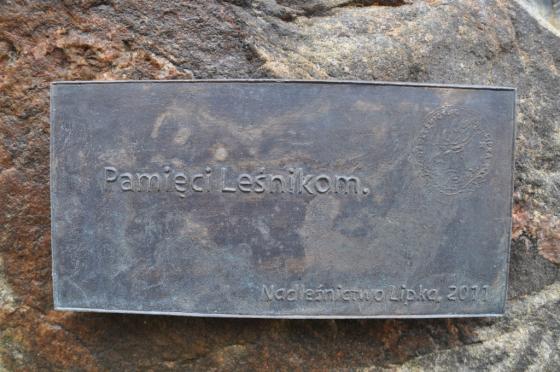 Pamięci Leśnikom.
Nadleśnictwo Lipka, 2011